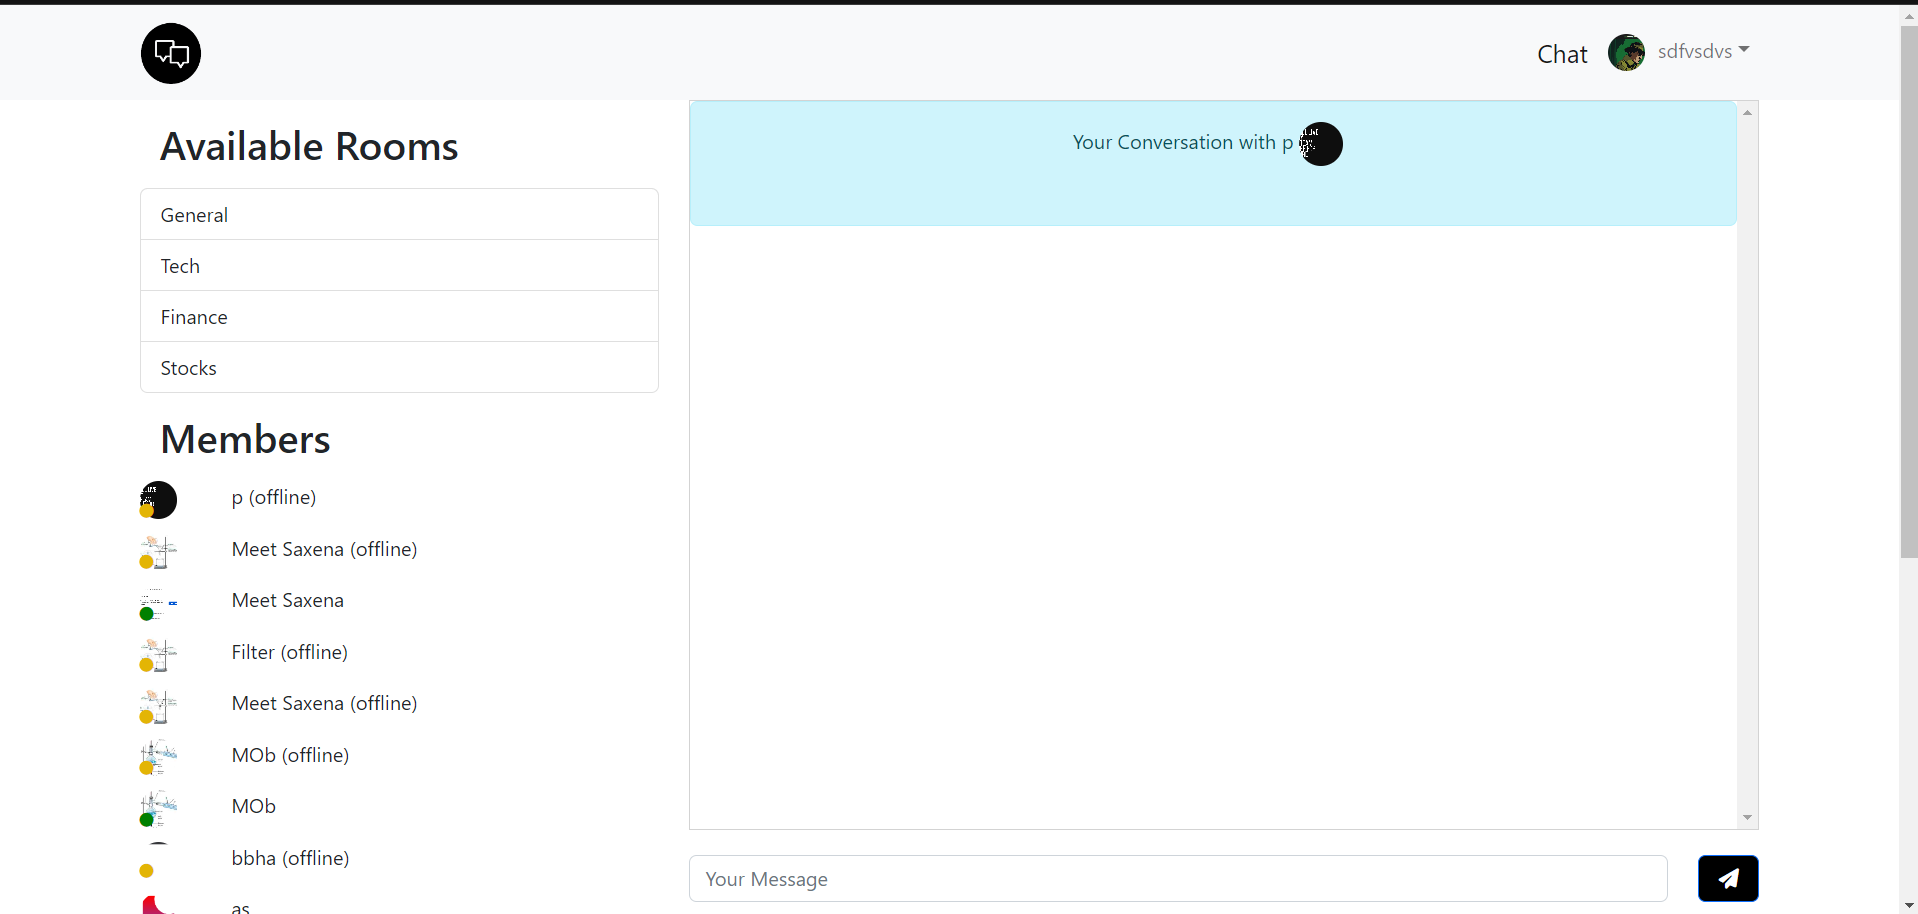 Chat
sdfvsdvs
Available Rooms
General
Tech
Finance
Stocks
Members
p (offline)
Meet Saxena (offline)
Meet Saxena
Filter (offline)
Meet Saxena (offline)
MOb (offline)
MOb
bbha (offline)
as
Your Conversation with p
Your Message